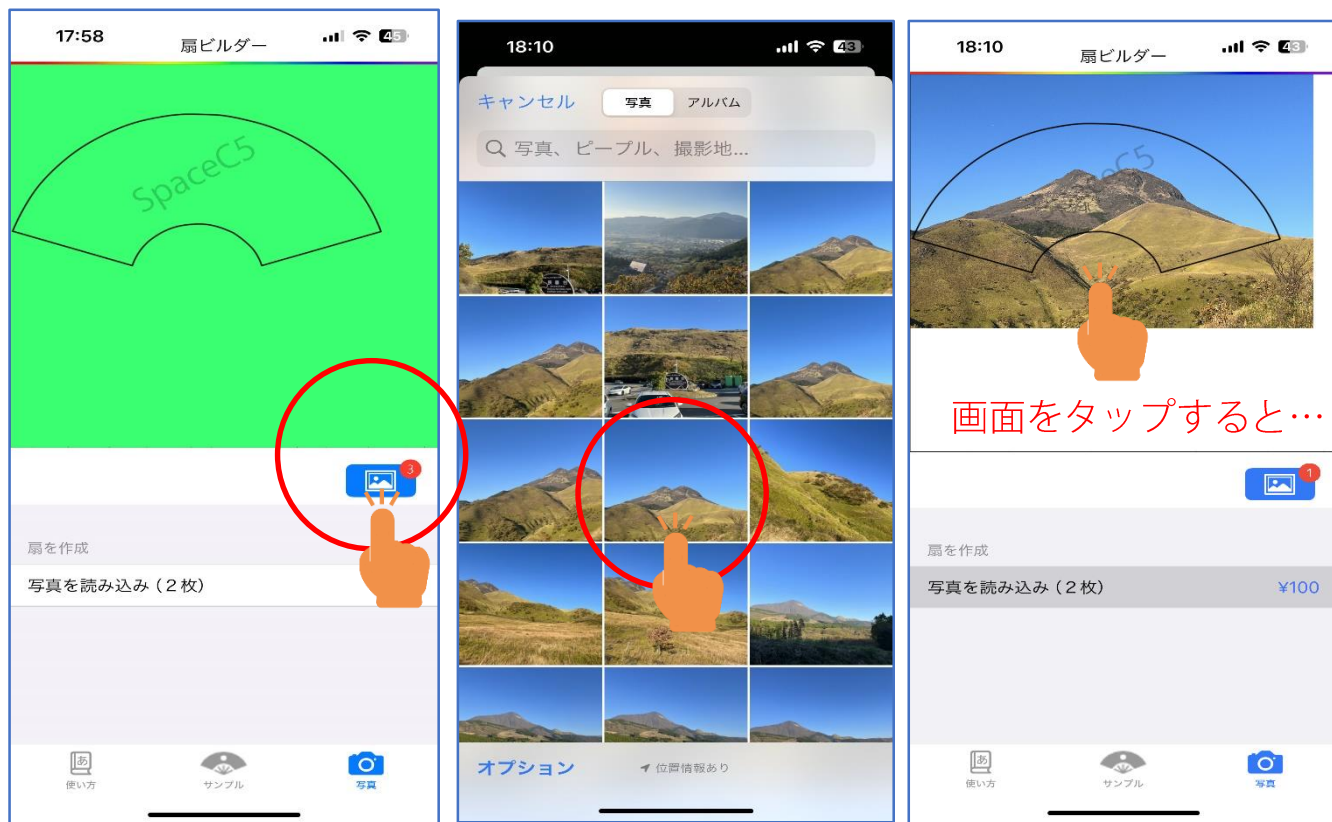 17:58
扇ビルダー
45
SpaceC5
3
扇を作成
写真を読み込み（２枚）
使い方
サンプル
写真
18:10
43
キャンセル
写真
アルバム
写真、ピープル、撮影地...
オプション
位置情報あり
18:10
扇ビルダー
43
C5
画面をタップすると…
1
扇を作成
写真を読み込み（２枚）
¥100
あ
使い方
サンプル
写真